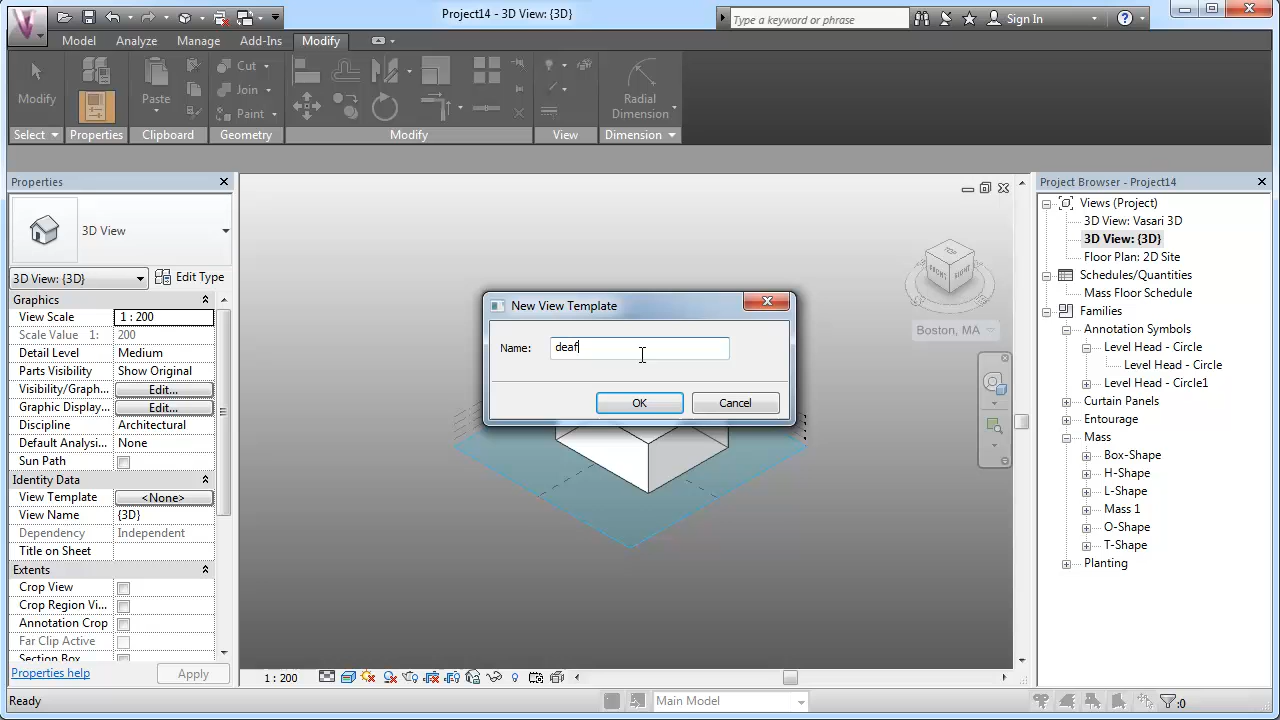 Project14 - 3D View: {3D}
Type a keyword or phrase
Sign In
Model
Analyze
Manage
Add-Ins
Modify
Modify
Paste
Cut
Join
Paint
Radial
Dimension
Select
Properties
Clipboard
Geometry
Modify
View
Dimension
Properties
3D View
3D View: {3D}
Edit Type
Graphics
View Scale
1 : 200
Scale Value 1:
200
Detail Level
Medium
Parts Visibility
Show Original
Visibility/Graph...
Edit...
Graphic Display...
Edit...
Discipline
Architectural
Default Analysi...
None
Sun Path
Identity Data
View Template
<None>
View Name
{3D}
Dependency
Independent
Title on Sheet
Extents
Crop View
Crop Region Vi...
Annotation Crop
Far Clip Active
Section Box
Properties help
Apply
TOP
FRONT
RIGHT
Boston, MA
New View Template
Name:
deaf
OK
Cancel
Project Browser - Project14
Views (Project)
3D View: Vasari 3D
3D View: {3D}
Floor Plan: 2D Site
Schedules/Quantities
Mass Floor Schedule
Families
Annotation Symbols
Level Head - Circle
Level Head - Circle
Level Head - Circle1
Curtain Panels
Entourage
Mass
Box-Shape
H-Shape
L-Shape
Mass 1
O-Shape
T-Shape
Planting
1 : 200
Ready
Main Model
:0